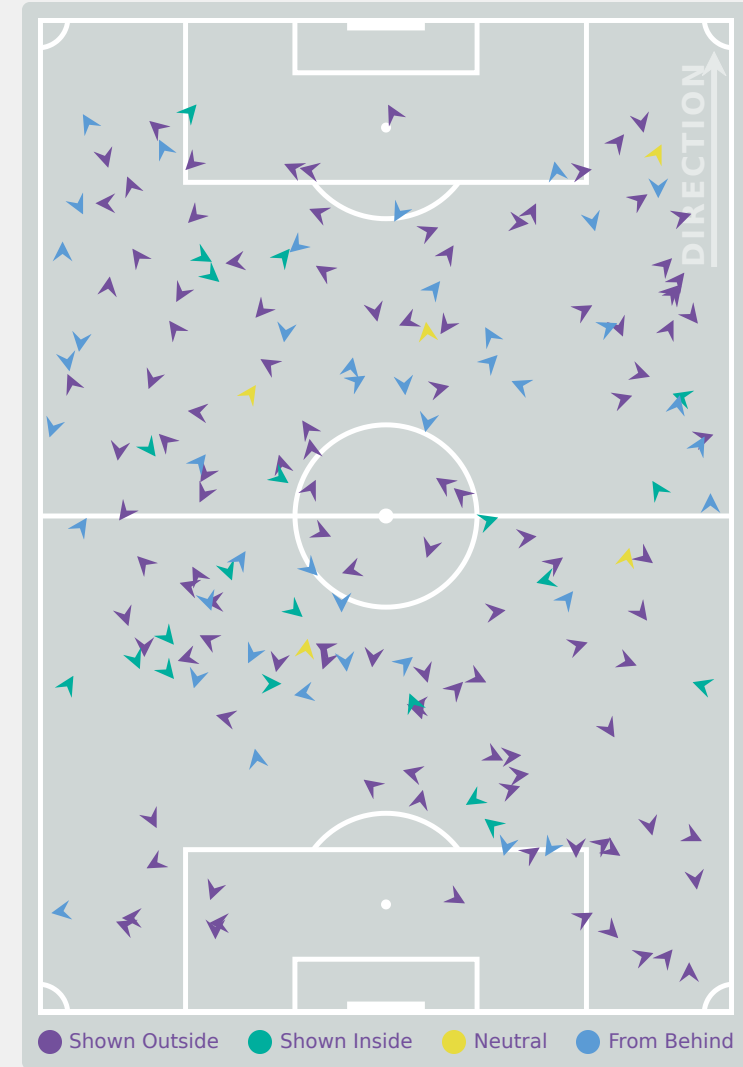 DIRECTION
Shown Outside
Shown Inside
Neutral
From Behind